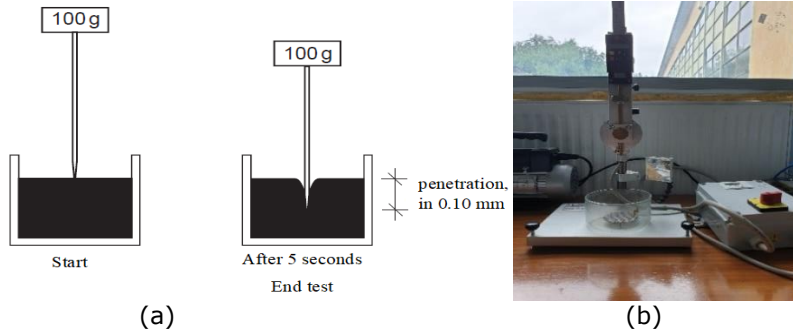 100 g
100 g
penetration,
in 0.10 mm
Start
After 5 seconds
End test
(a)
(b)